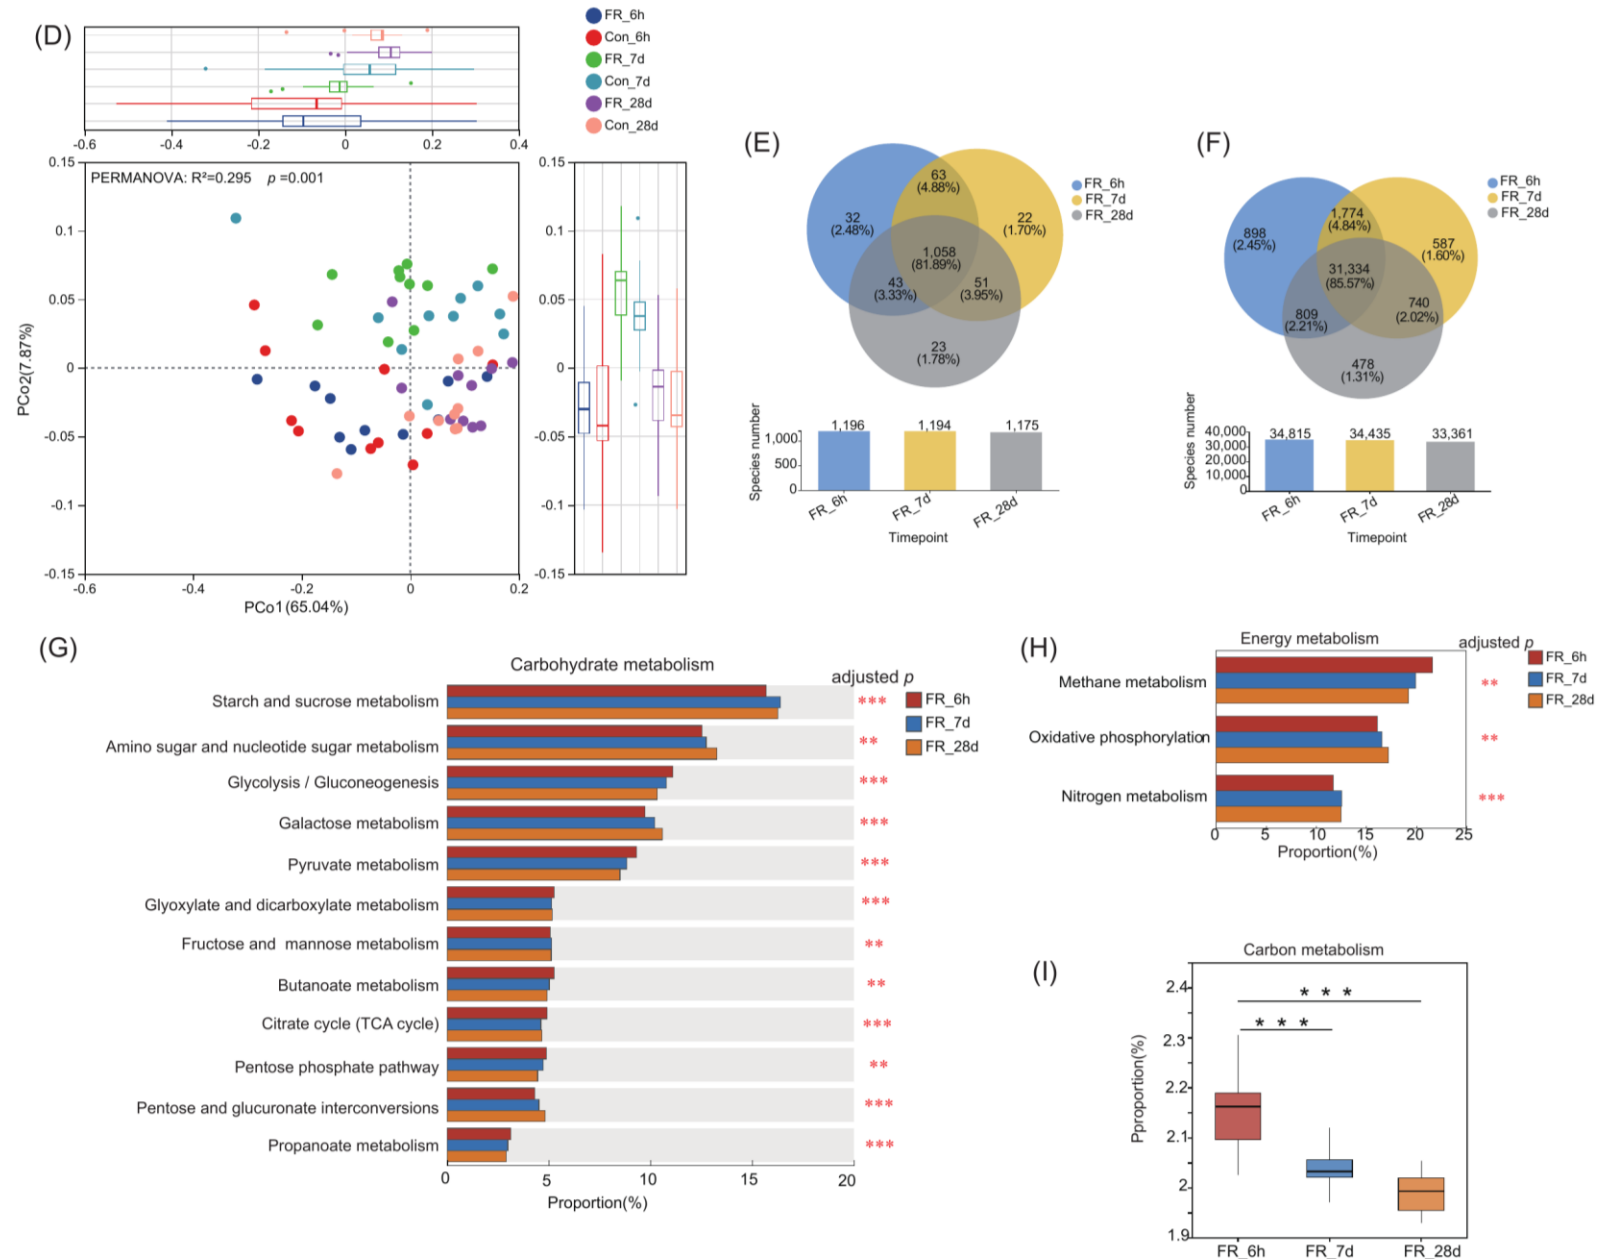 (D)
FR_6h
Con_6h
FR_7d
Con_7d
FR_28d
Con_28d
-0.6
-0.4
-0.2
0
0.2
0.4
PERMANOVA: R²=0.295 p =0.001
0.15
0.1
0.05
0
-0.05
-0.1
-0.15
PCo2(7.87%)
-0.6
-0.4
-0.2
0
0.2
PCo1(65.04%)
0.15
0.1
0.05
0
-0.05
-0.1
-0.15
(E)
FR_6h
FR_7d
FR_28d
63
(4.88%)
32
(2.48%)
22
(1.70%)
1,058
(81.89%)
43
(3.33%)
51
(3.95%)
23
(1.78%)
Species number
1,000
500
0
1,196
1,194
1,175
FR_6h
FR_7d
FR_28d
Timepoint
(F)
FR_6h
FR_7d
FR_28d
1,774
(4.84%)
898
(2.45%)
587
(1.60%)
31,334
(85.57%)
809
(2.21%)
740
(2.02%)
478
(1.31%)
Species number
40,000
30,000
20,000
10,000
0
34,815
34,435
33,361
FR_6h
FR_7d
FR_28d
Timepoint
(G)
Carbohydrate metabolism
adjusted p
FR_6h
FR_7d
FR_28d
Starch and sucrose metabolism ***
Amino sugar and nucleotide sugar metabolism **
Glycolysis / Gluconeogenesis ***
Galactose metabolism ***
Pyruvate metabolism ***
Glyoxylate and dicarboxylate metabolism ***
Fructose and mannose metabolism **
Butanoate metabolism **
Citrate cycle (TCA cycle) ***
Pentose phosphate pathway **
Pentose and glucuronate interconversions ***
Propanoate metabolism ***
0
5
10
15
20
Proportion(%)
(H)
Energy metabolism
adjusted p
FR_6h
FR_7d
FR_28d
Methane metabolism **
Oxidative phosphorylation **
Nitrogen metabolism ***
0
5
10
15
20
25
Proportion(%)
(I)
Carbon metabolism
* * *
* * *
2.4
2.3
2.2
2.1
2
1.9
Pproportion(%)
FR_6h
FR_7d
FR_28d